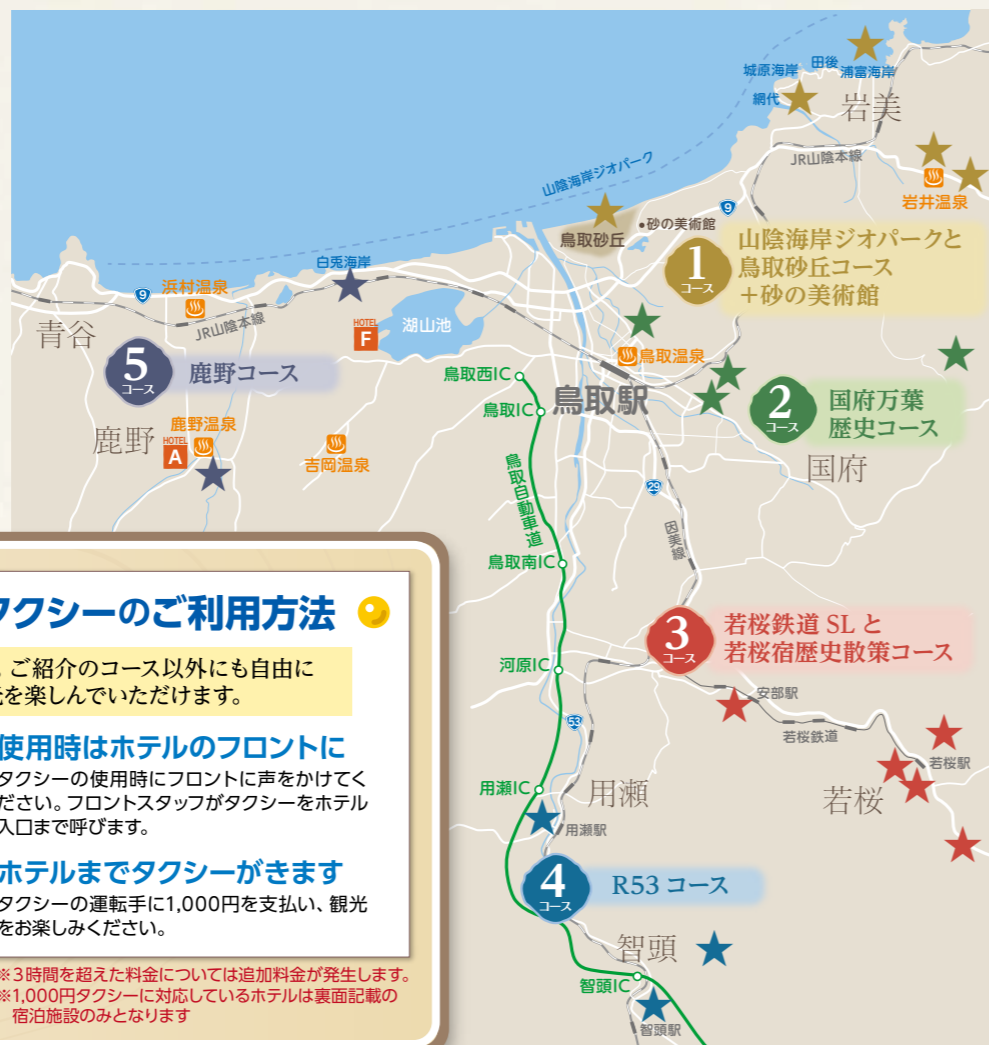 城原海岸
田後
浦富海岸
網代
岩美
JR山陰本線
岩井温泉
山陰海岸ジオパーク
鳥取砂丘
•砂の美術館
9
1
コース
山陰海岸ジオパークと
鳥取砂丘コース
＋砂の美術館
白兎海岸
9
浜村温泉
青谷
JR山陰本線
HOTEL
F
湖山池
鳥取温泉
5
コース
鹿野コース
鳥取西IC
鳥取IC
鳥取駅
2
コース
国府万葉
歴史コース
国府
鹿野
HOTEL
A
鹿野温泉
吉岡温泉
鳥取自動車道
29
因美線
鳥取南IC
3
コース
若桜鉄道 SL と
若桜宿歴史散策コース
河原IC
安部駅
若桜鉄道
若桜駅
若桜
53
用瀬IC
用瀬
用瀬駅
4
コース
R53 コース
智頭
智頭IC
智頭駅
タクシーのご利用方法
ご紹介のコース以外にも自由に
を楽しんでいただけます。
使用時はホテルのフロントに
タクシーの使用時にフロントに声をかけてく
ださい。フロントスタッフがタクシーをホテル
入口まで呼びます。
ホテルまでタクシーがきます
タクシーの運転手に1,000円を支払い、観光
をお楽しみください。
※3時間を超えた料金については追加料金が発生します。
※1,000円タクシーに対応しているホテルは裏面記載の
宿泊施設のみとなります